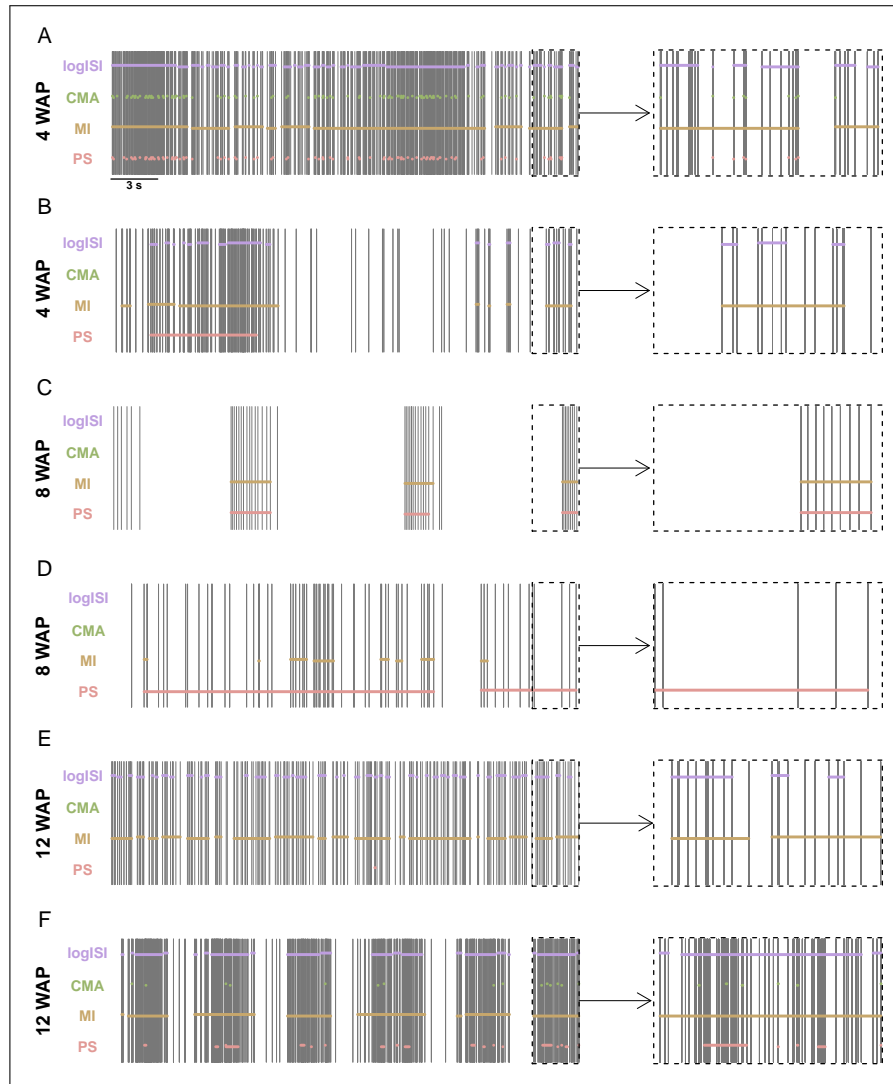 A
4 WAP
logISI
CMA
MI
PS
3 s
B
4 WAP
logISI
CMA
MI
PS
C
8 WAP
logISI
CMA
MI
PS
D
8 WAP
logISI
CMA
MI
PS
E
12 WAP
logISI
CMA
MI
PS
F
12 WAP
logISI
CMA
MI
PS